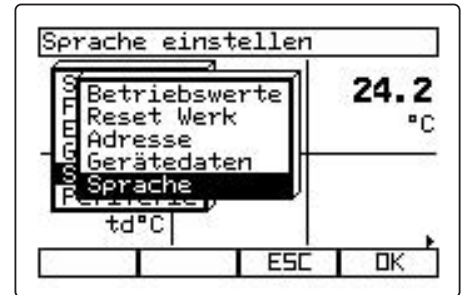 Sprache einstellen
Betriebswerte
Reset Werk
Adresse
Gerätedaten
Sprache
24.2
°C
td°C
ESC OK